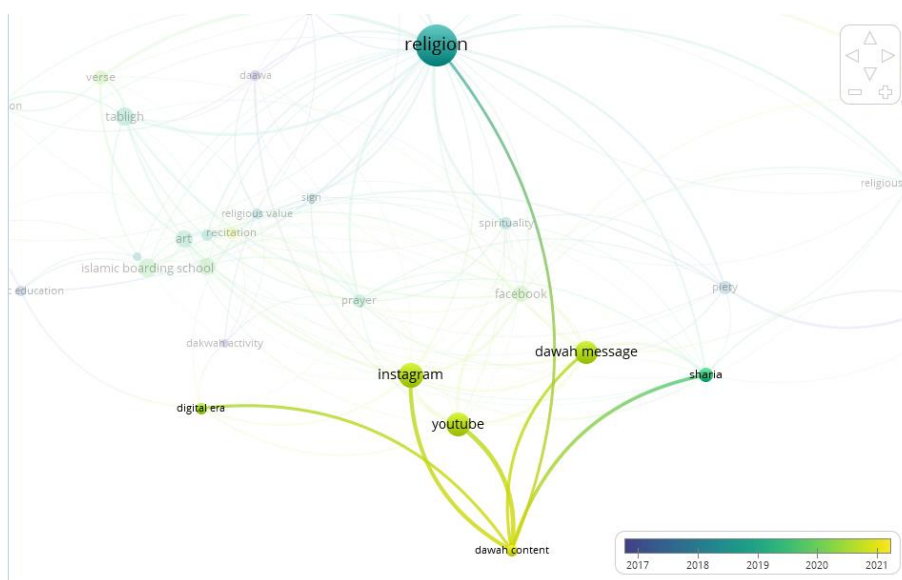 religion
verse
daawa
on
tabligh
religious
sign
religious value
spirituality
art
recitation
islamic boarding school
c education
facebook
prayer
piety
dakwah activity
dawah message
instagram
sharia
digital era
youtube
dawah content
2017 2018 2019 2020 2021